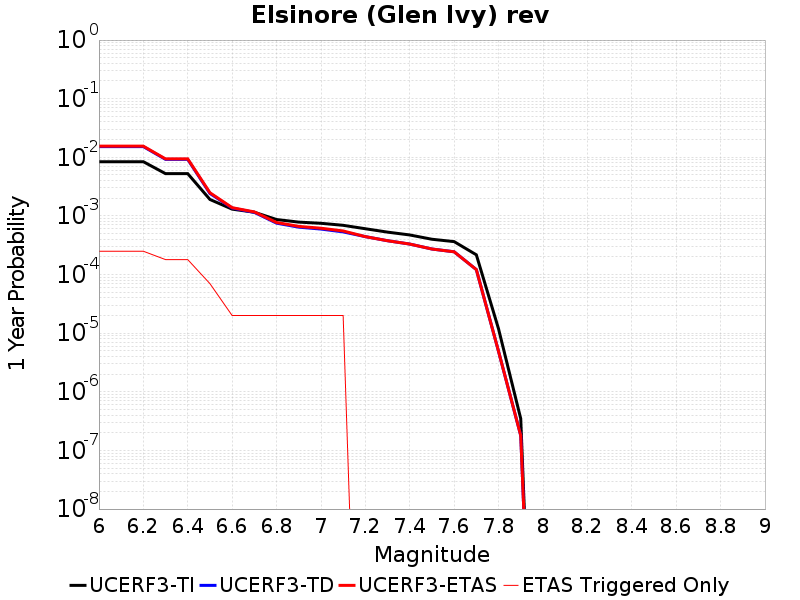 Elsinore (Glen Ivy) rev
10^0
10^-1
10^-2
10^-3
10^-4
10^-5
10^-6
10^-7
10^-8
1 Year Probability
6 6.2 6.4 6.6 6.8 7 7.2 7.4 7.6 7.8 8 8.2 8.4 8.6 8.8 9
Magnitude
UCERF3-TI UCERF3-TD UCERF3-ETAS ETAS Triggered Only